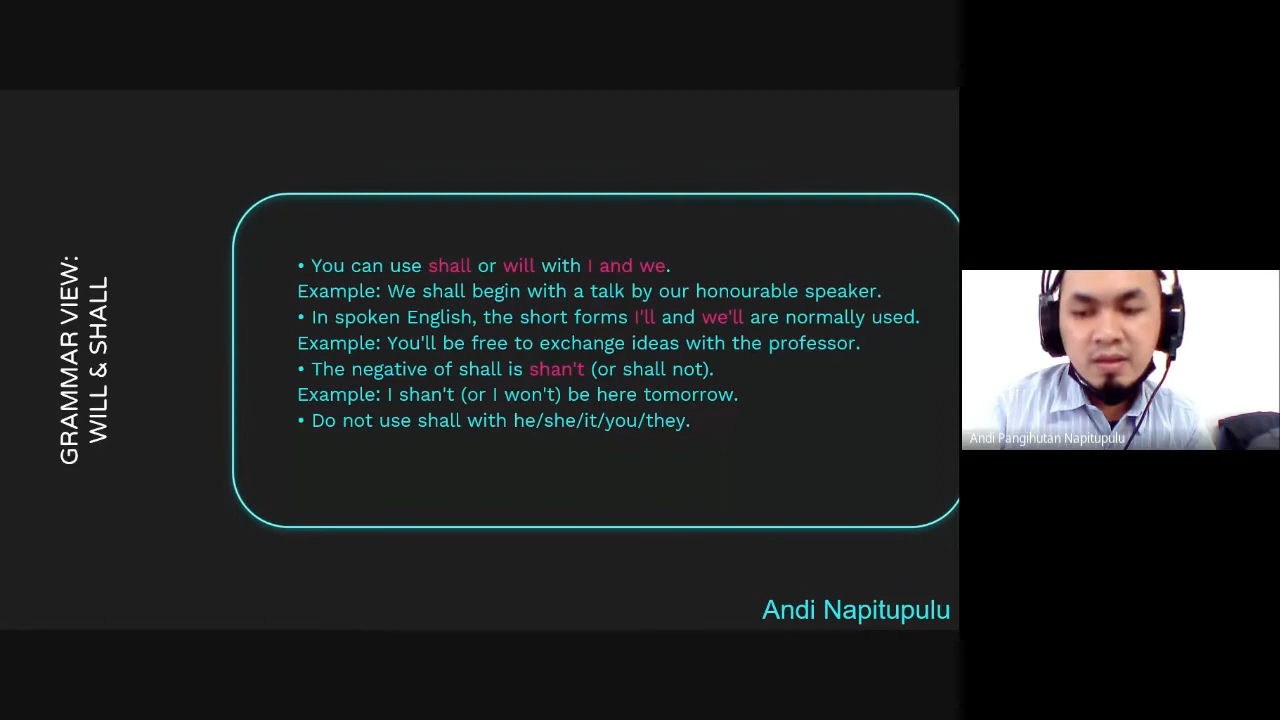 GRAMMAR VIEW:
WILL & SHALL
• You can use shall or will with I and we.
Example: We shall begin with a talk by our honourable speaker.
• In spoken English, the short forms I'll and we'll are normally used.
Example: You'll be free to exchange ideas with the professor.
• The negative of shall is shan't (or shall not).
Example: I shan't (or I won't) be here tomorrow.
• Do not use shall with he/she/it/you/they.
Andi Napitupulu
Andi Pangihutan Napitupulu